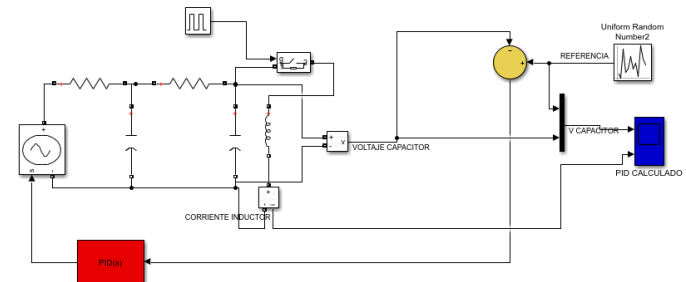 Uniform Random
Number2
REFERENCIA
V CAPACITOR
VOLTAJE CAPACITOR
PID CALCULADO
CORRIENTE INDUCTOR
PID(s)